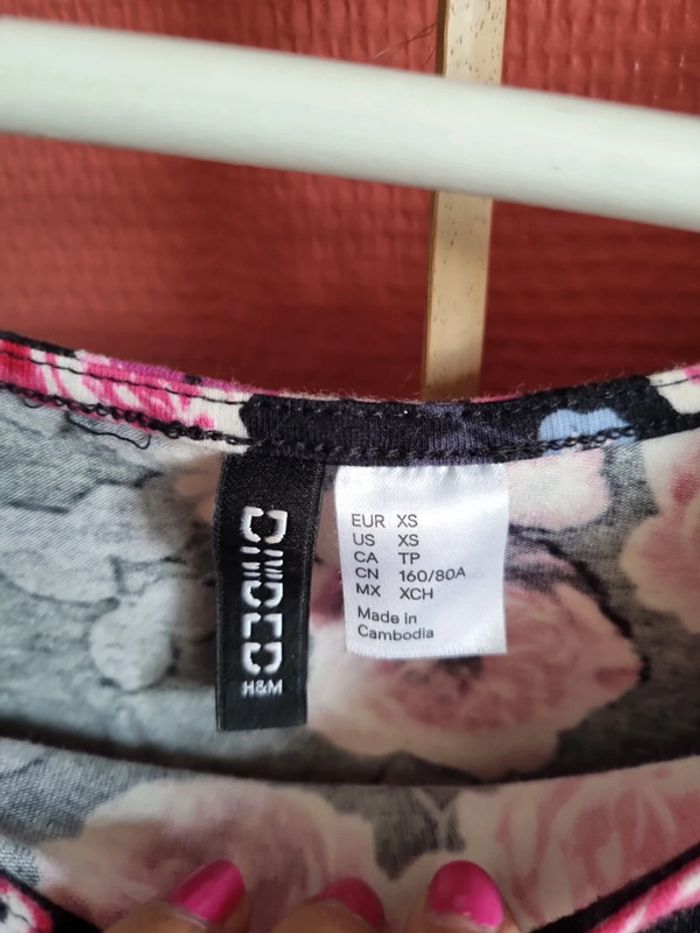 DIVIDED
H&M
EUR XS
US XS
CA TP
CN 160/80A
MX XCH
Made in
Cambodia